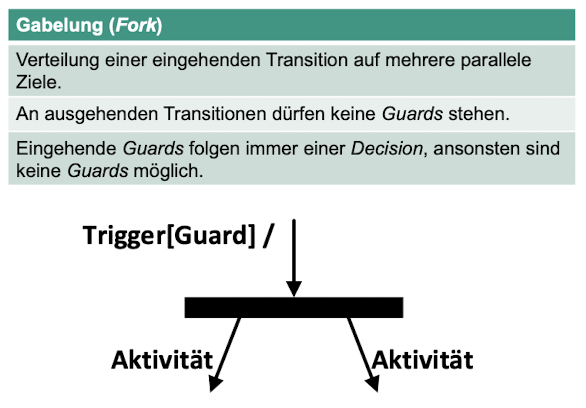 Gabelung (Fork)
Verteilung einer eingehenden Transition auf mehrere parallele
Ziele.
An ausgehenden Transitionen dürfen keine Guards stehen.
Eingehende Guards folgen immer einer Decision, ansonsten sind
keine Guards möglich.
Trigger[Guard] /
Aktivität
Aktivität